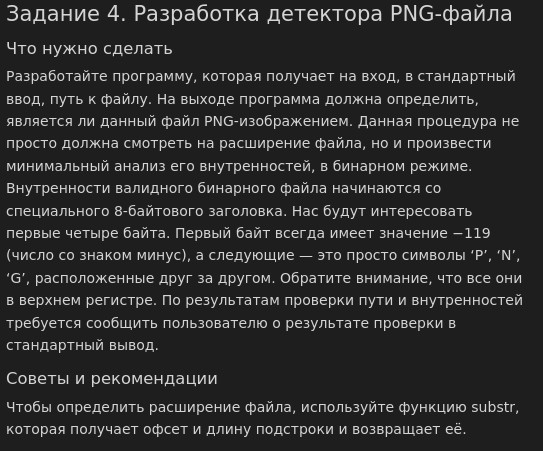 Задание 4. Разработка детектора PNG-файла
Что нужно сделать
Разработайте программу, которая получает на вход, в стандартный
ввод, путь к файлу. На выходе программа должна определить,
является ли данный файл PNG-изображением. Данная процедура не
просто должна смотреть на расширение файла, но и произвести
минимальный анализ его внутренностей, в бинарном режиме.
Внутренности валидного бинарного файла начинаются со
специального 8-байтового заголовка. Нас будут интересовать
первые четыре байта. Первый байт всегда имеет значение −119
(число со знаком минус), а следующие — это просто символы ‘P’, ‘N’,
‘G’, расположенные друг за другом. Обратите внимание, что все они
в верхнем регистре. По результатам проверки пути и внутренностей
требуется сообщить пользователю о результате проверки в
стандартный вывод.
Советы и рекомендации
Чтобы определить расширение файла, используйте функцию substr,
которая получает офсет и длину подстроки и возвращает её.